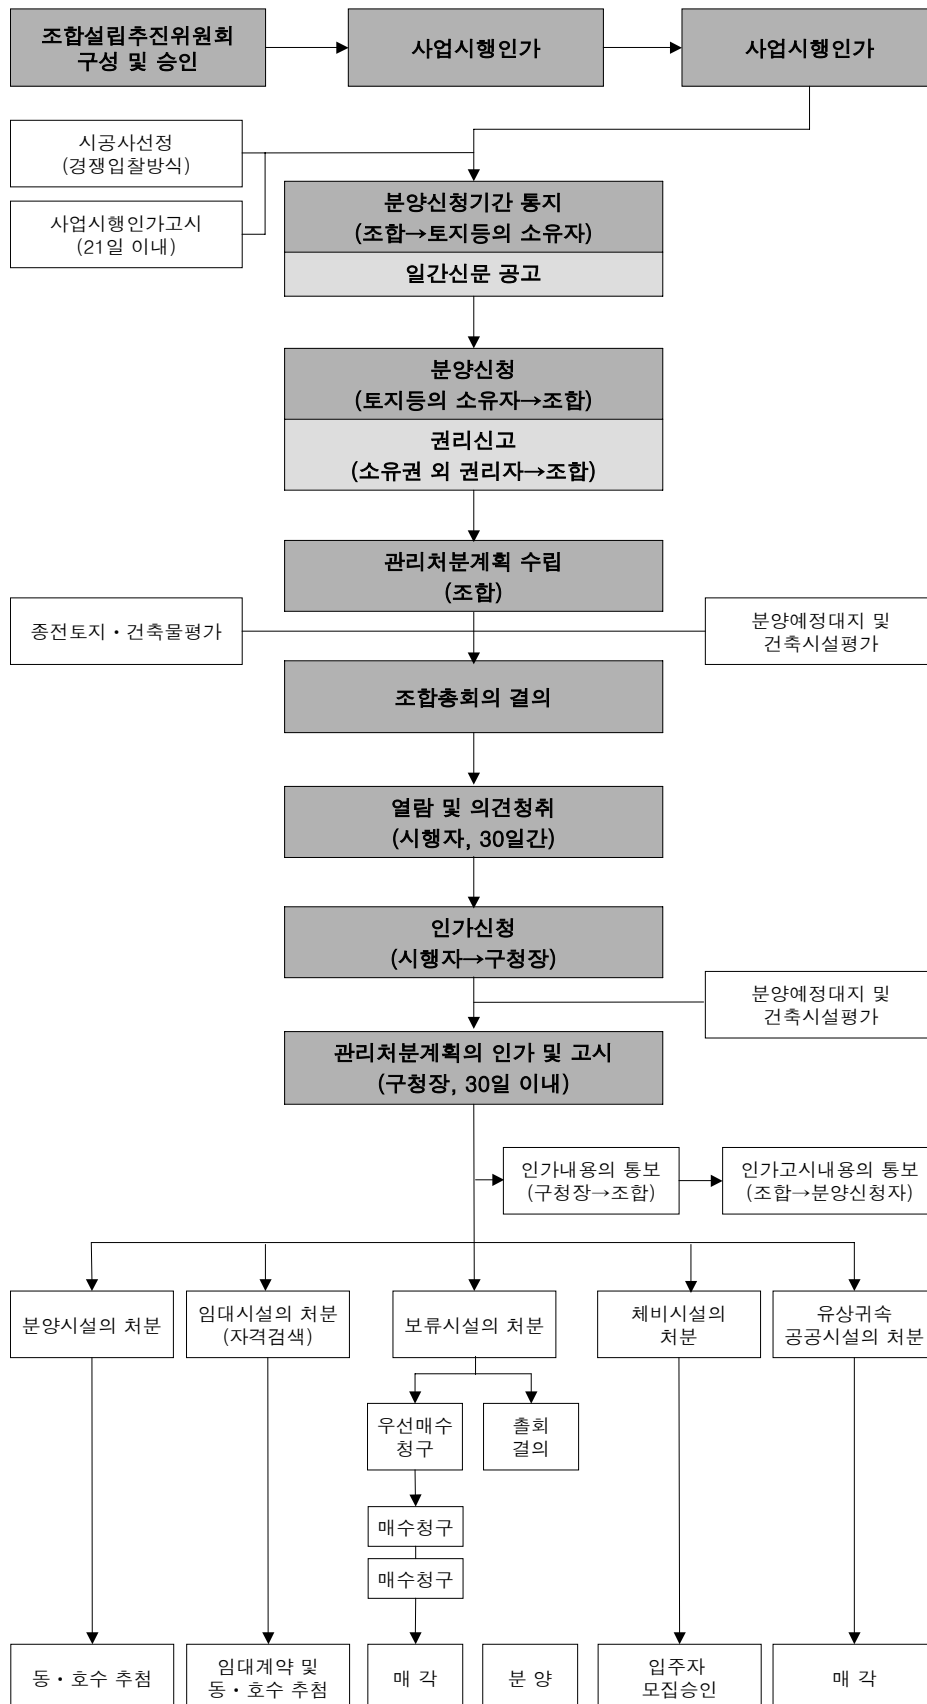 조합설립추진위원회
구성 및 승인
사업시행인가
사업시행인가
시공사선정
(경쟁입찰방식)
사업시행인가고시
(21일 이내)
분양신청기간 통지
(조합→토지등의 소유자)
일간신문 공고
분양신청
(토지등의 소유자→조합)
권리신고
(소유권 외 권리자→조합)
관리처분계획 수립
(조합)
종전토지・건축물평가
분양예정대지 및
건축시설평가
조합총회의 결의
열람 및 의견청취
(시행자, 30일간)
인가신청
(시행자→구청장)
분양예정대지 및
건축시설평가
관리처분계획의 인가 및 고시
(구청장, 30일 이내)
인가내용의 통보
(구청장→조합)
인가고시내용의 통보
(조합→분양신청자)
분양시설의 처분
임대시설의 처분
(자격검색)
보류시설의 처분
체비시설의
처분
유상귀속
공공시설의 처분
우선매수
청구
촐회
결의
매수청구
매수청구
동・호수 추첨
임대계약 및
동・호수 추첨
매 각
분 양
입주자
모집승인
매 각